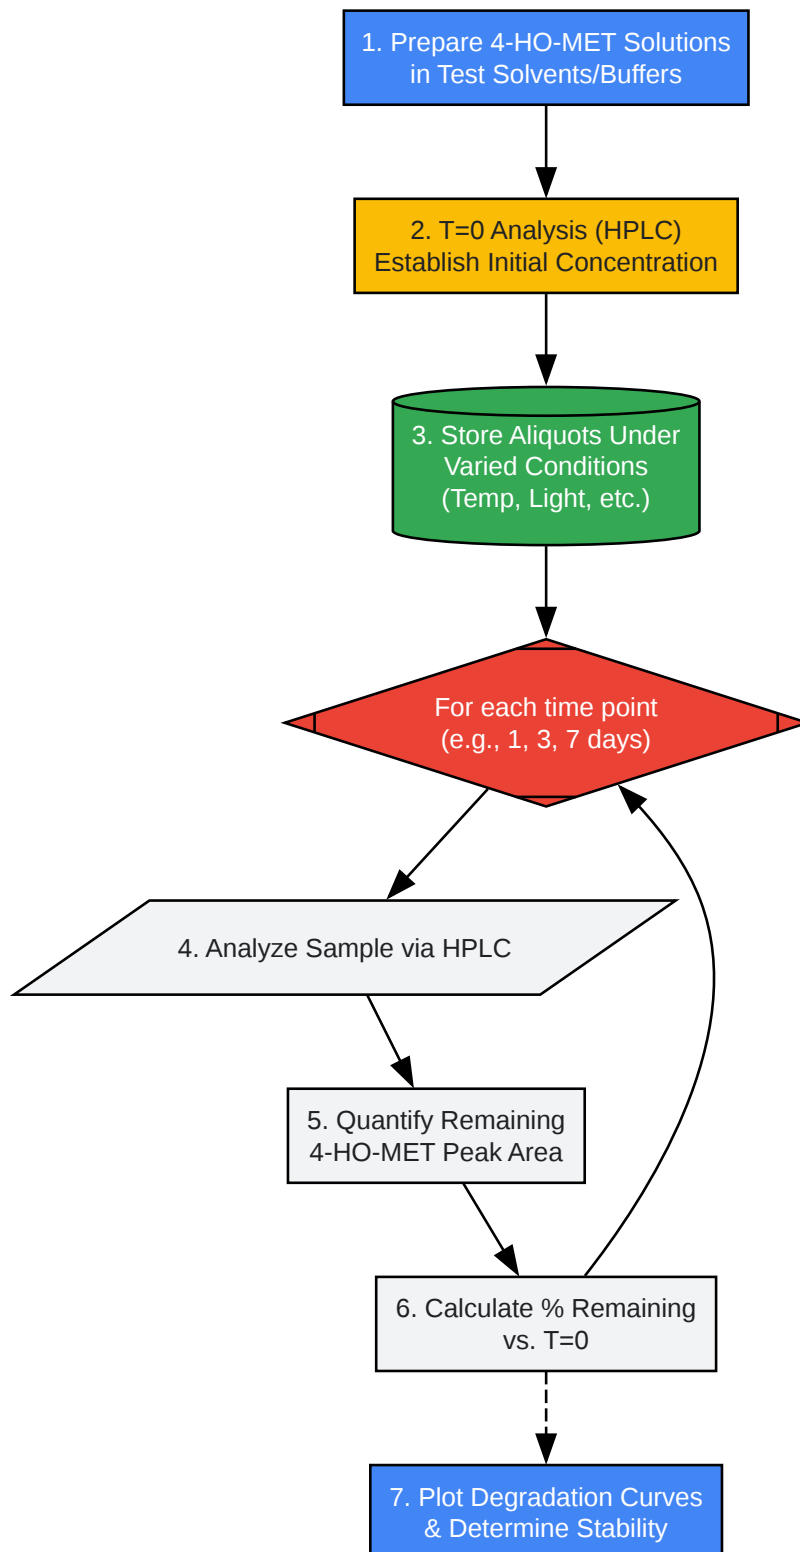 1. Prepare 4-HO-MET Solutions
in Test Solvents/Buffers
2. T=0 Analysis (HPLC)
Establish Initial Concentration
3. Store Aliquots Under
Varied Conditions
(Temp, Light, etc.)
For each time point
(e.g., 1, 3, 7 days)
4. Analyze Sample via HPLC
5. Quantify Remaining
4-HO-MET Peak Area
6. Calculate % Remaining
vs. T=0
7. Plot Degradation Curves
& Determine Stability